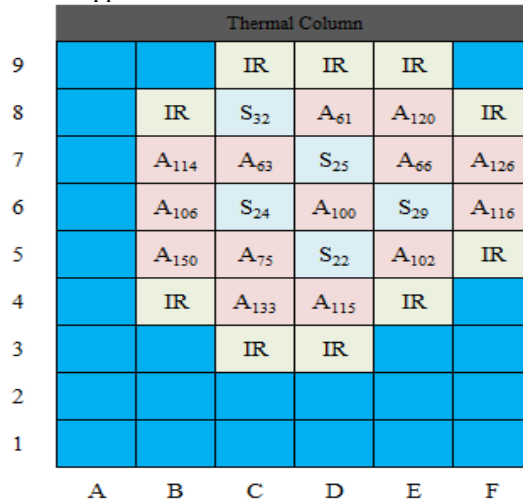 Thermal Column
9 IR IR IR
8 IR S₃₂ A₆₁ A₁₂₀ IR
7 A₁₁₄ A₆₃ S₂₅ A₆₆ A₁₂₆
6 A₁₀₆ S₂₄ A₁₀₀ S₂₉ A₁₁₆
5 A₁₅₀ A₇₅ S₂₂ A₁₀₂ IR
4 IR A₁₃₃ A₁₁₅ IR
3 IR IR
2
1
A B C D E F